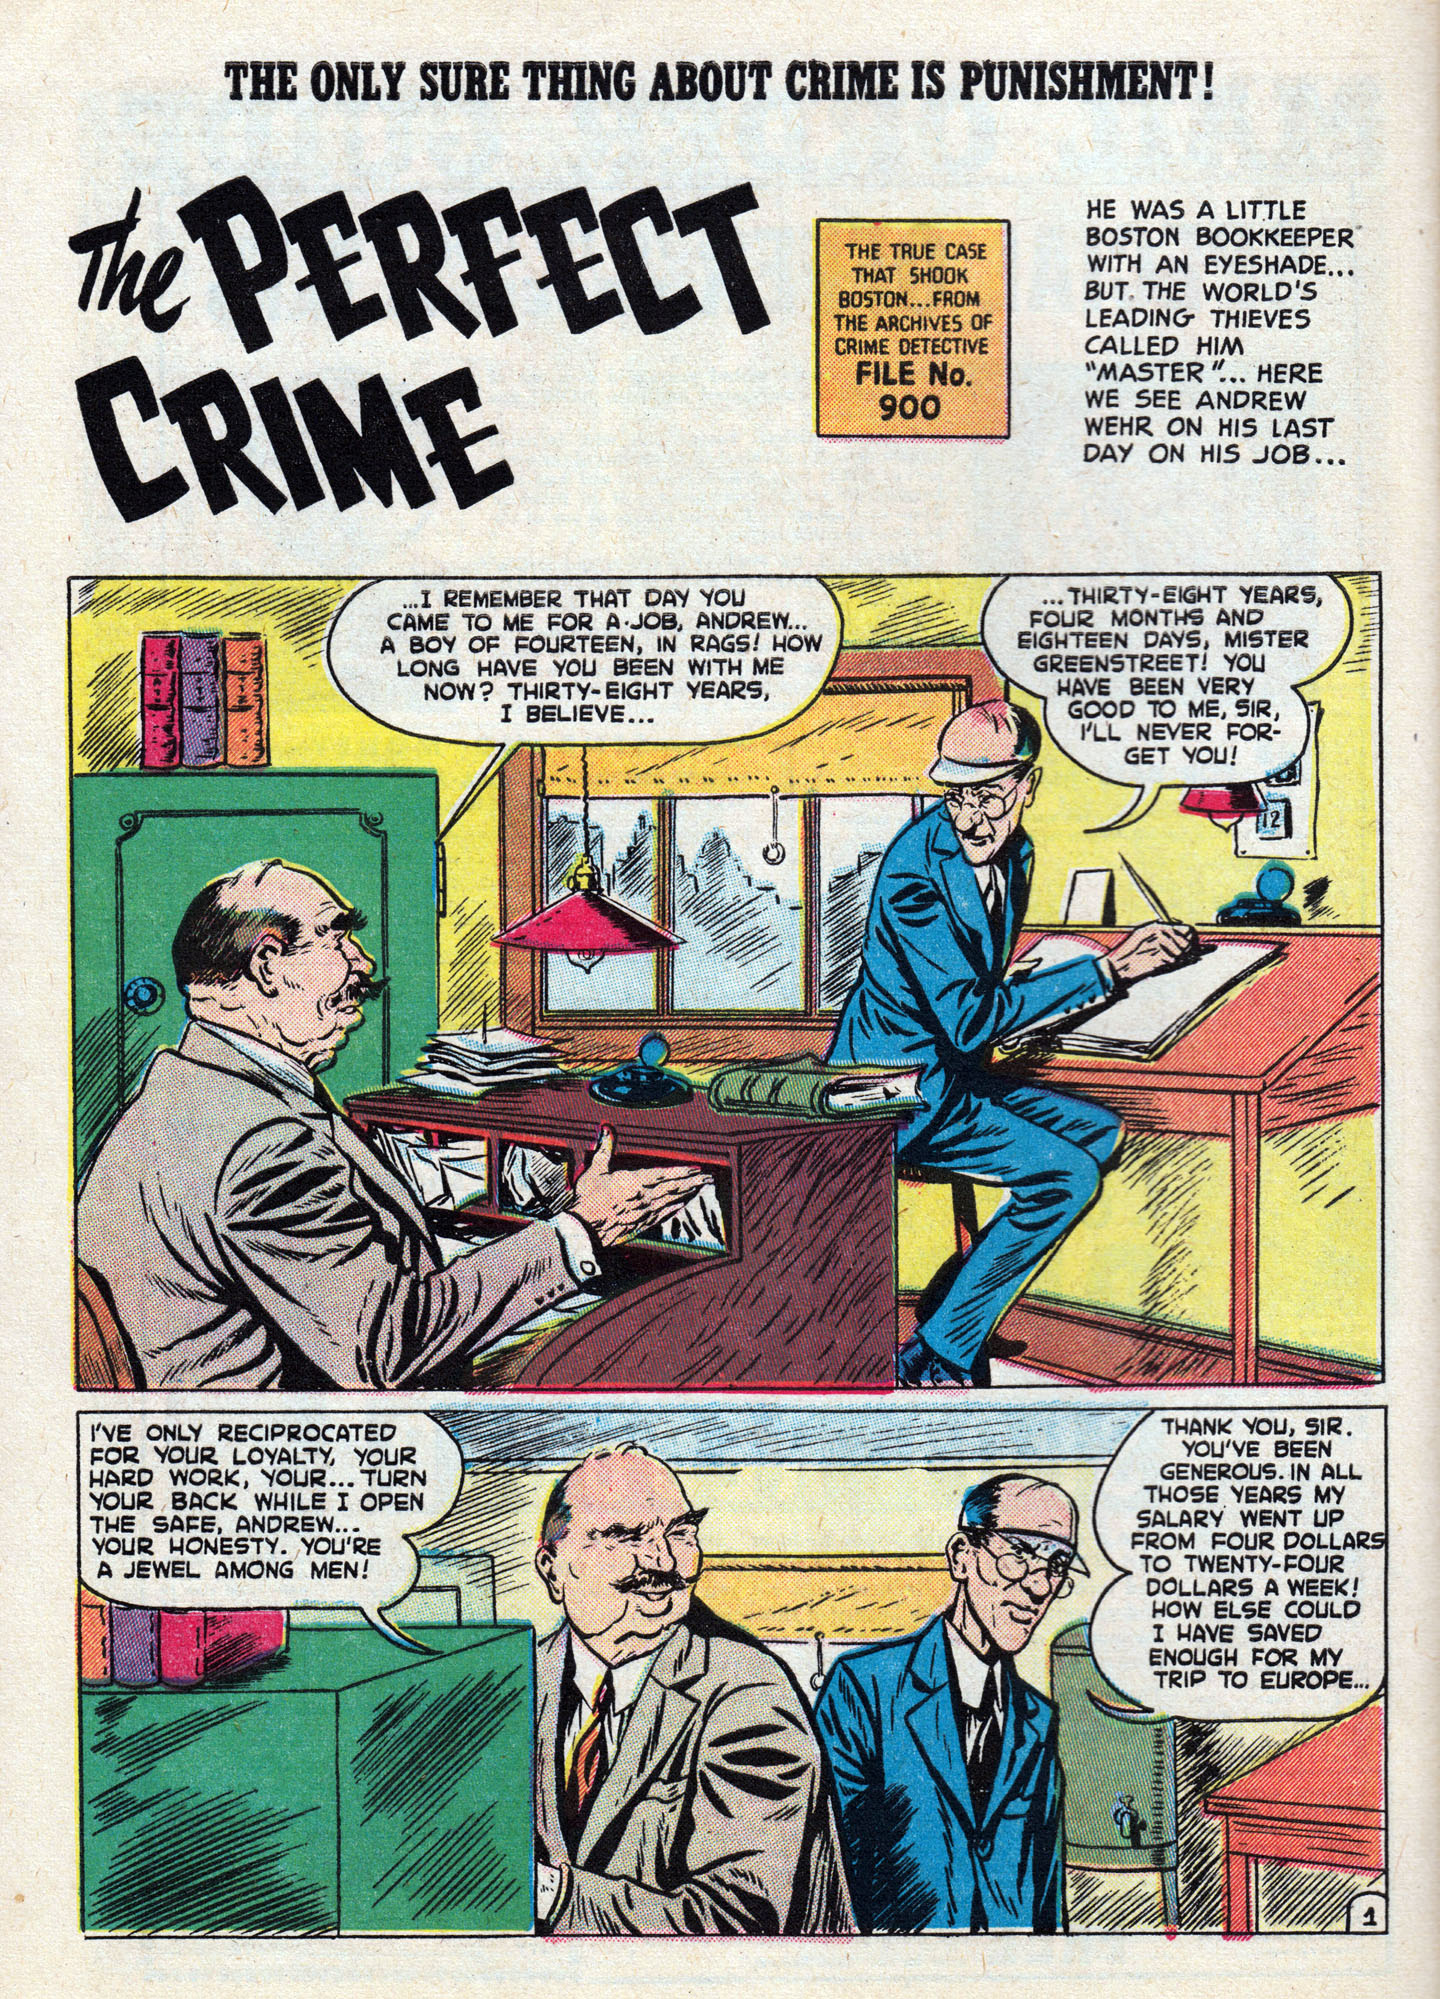 THE ONLY SURE THING ABOUT CRIME IS PUNISHMENT!
The PERFECT
CRIME
THE TRUE CASE
THAT SHOOK
BOSTON...FROM
THE ARCHIVES OF
CRIME DETECTIVE
FILE No.
900
HE WAS A LITTLE
BOSTON BOOKKEEPER
WITH AN EYESHADE...
BUT THE WORLD'S
LEADING THIEVES
CALLED HIM
"MASTER"... HERE
WE SEE ANDREW
WEHR ON HIS LAST
DAY ON HIS JOB...
...I REMEMBER THAT DAY YOU
CAME TO ME FOR A JOB, ANDREW...
A BOY OF FOURTEEN, IN RAGS! HOW
LONG HAVE YOU BEEN WITH ME
NOW? THIRTY-EIGHT YEARS,
I BELIEVE...
...THIRTY-EIGHT YEARS,
FOUR MONTHS AND
EIGHTEEN DAYS, MISTER
GREENSTREET! YOU
HAVE BEEN VERY
GOOD TO ME, SIR,
I'LL NEVER FOR-
GET YOU!
12
I'VE ONLY RECIPROCATED
FOR YOUR LOYALTY, YOUR
HARD WORK, YOUR... TURN
YOUR BACK WHILE I OPEN
THE SAFE, ANDREW...
YOUR HONESTY. YOU'RE
A JEWEL AMONG MEN!
THANK YOU, SIR.
YOU'VE BEEN
GENEROUS. IN ALL
THOSE YEARS MY
SALARY WENT UP
FROM FOUR DOLLARS
TO TWENTY-FOUR
DOLLARS A WEEK!
HOW ELSE COULD
I HAVE SAVED
ENOUGH FOR MY
TRIP TO EUROPE...
1